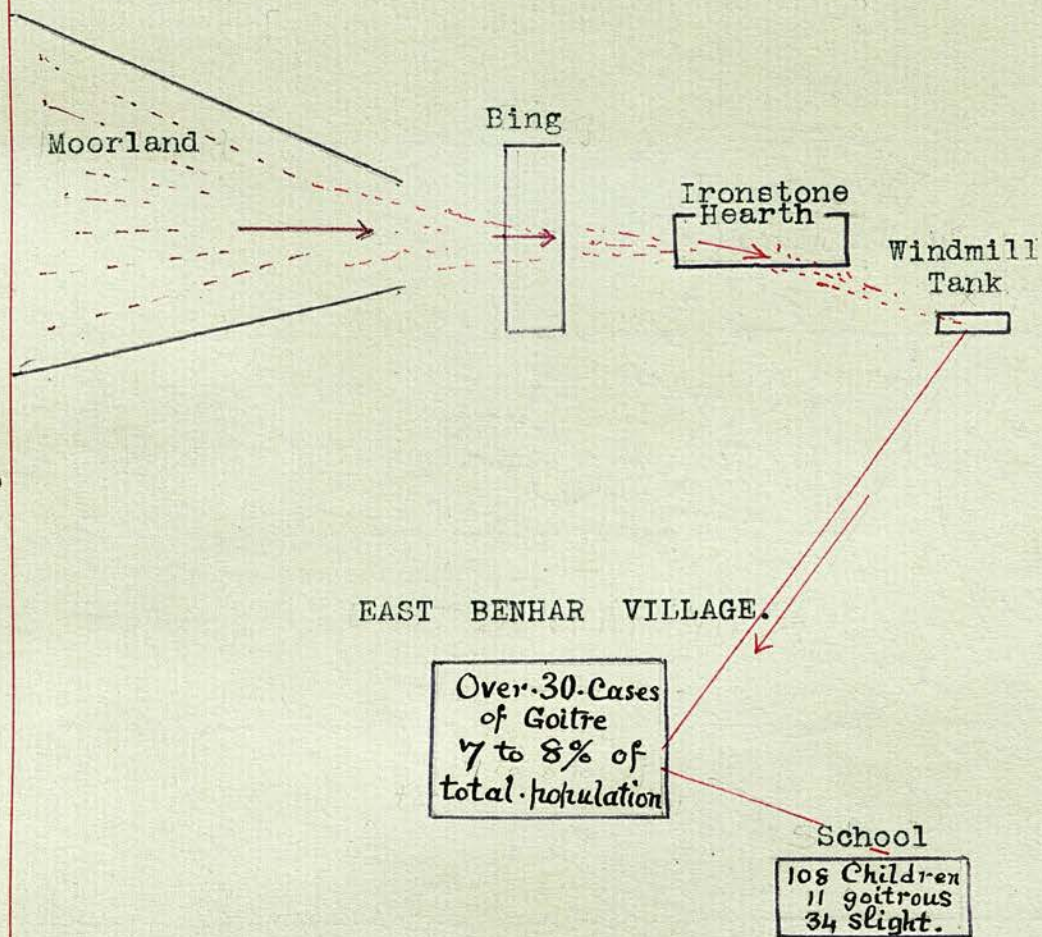 Moorland
Bing
Ironstone
Hearth
Windmill
Tank
EAST BENHAR VILLAGE.
Over.30.Cases
of Goitre
7 to 8% of
total.population
School
108 Children
11 goitrous
34 slight.